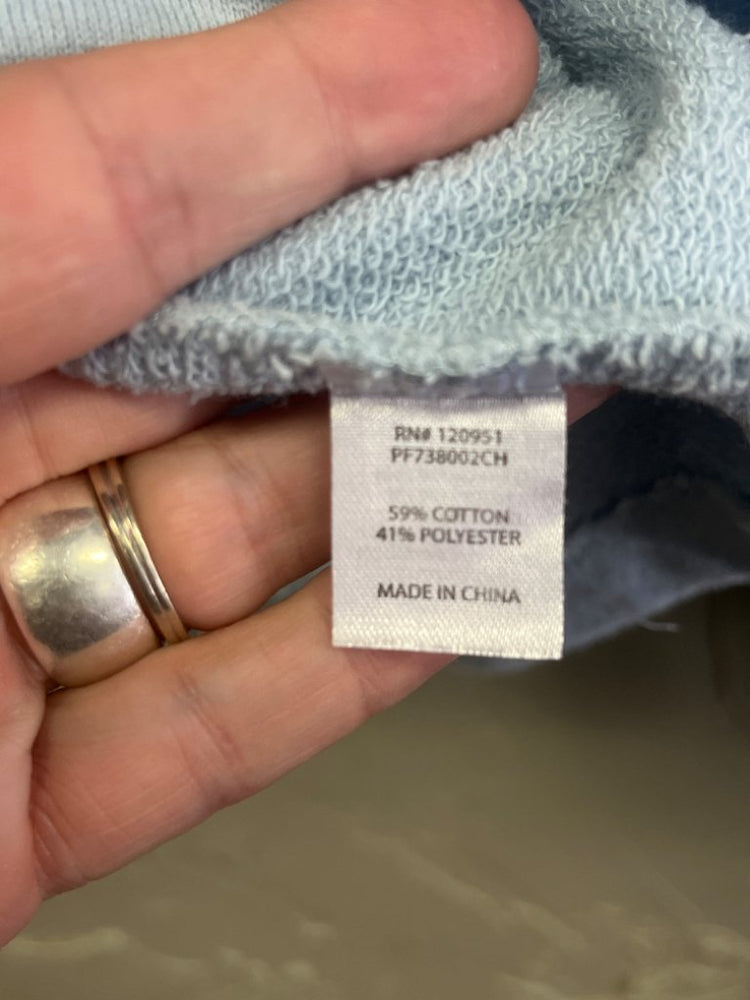 RN# 120951
PF738002CH
59% COTTON
41% POLYESTER
MADE IN CHINA